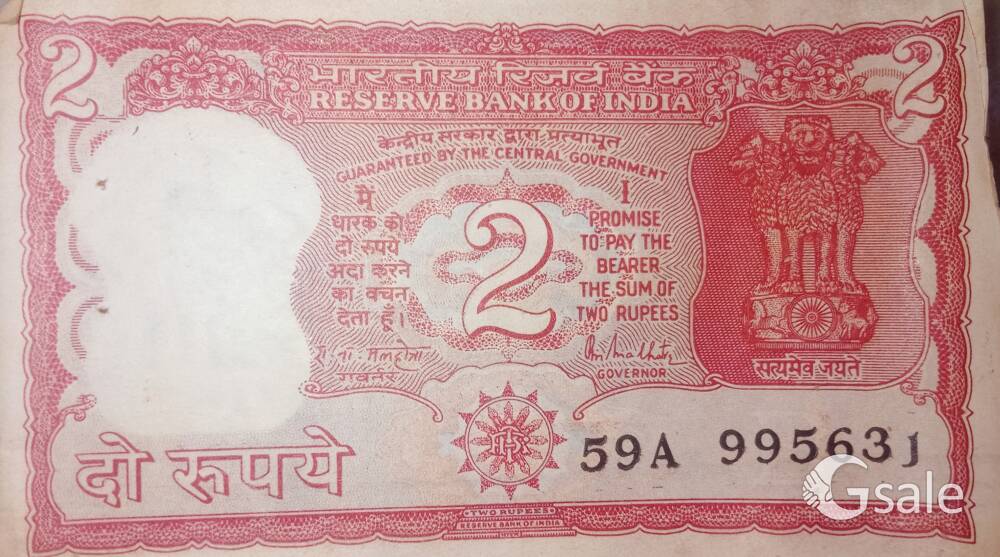 2 2
भारतीय रिज़र्व बैंक
RESERVE BANK OF INDIA
केन्द्रीय सरकार द्वारा प्रत्याभूत
GUARANTEED BY THE CENTRAL GOVERNMENT
मैं
धारक को
दो रुपये
अदा करने
का वचन
देता हूँ।
2
I
PROMISE
TO PAY THE
BEARER
THE SUM OF
TWO RUPEES
गवर्नर
GOVERNOR
सत्यमेव जयते
दो रुपये
59A 995631
TWO RUPEES
RESERVE BANK OF INDIA
Gsale